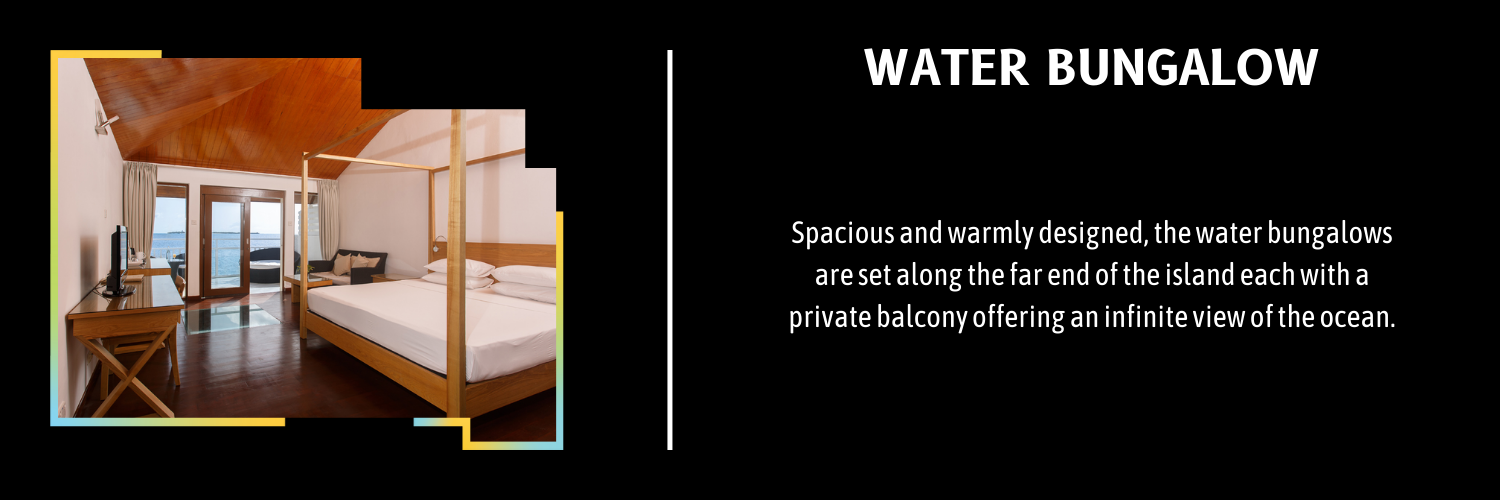 WATER BUNGALOW
Spacious and warmly designed, the water bungalows
are set along the far end of the island each with a
private balcony offering an infinite view of the ocean.